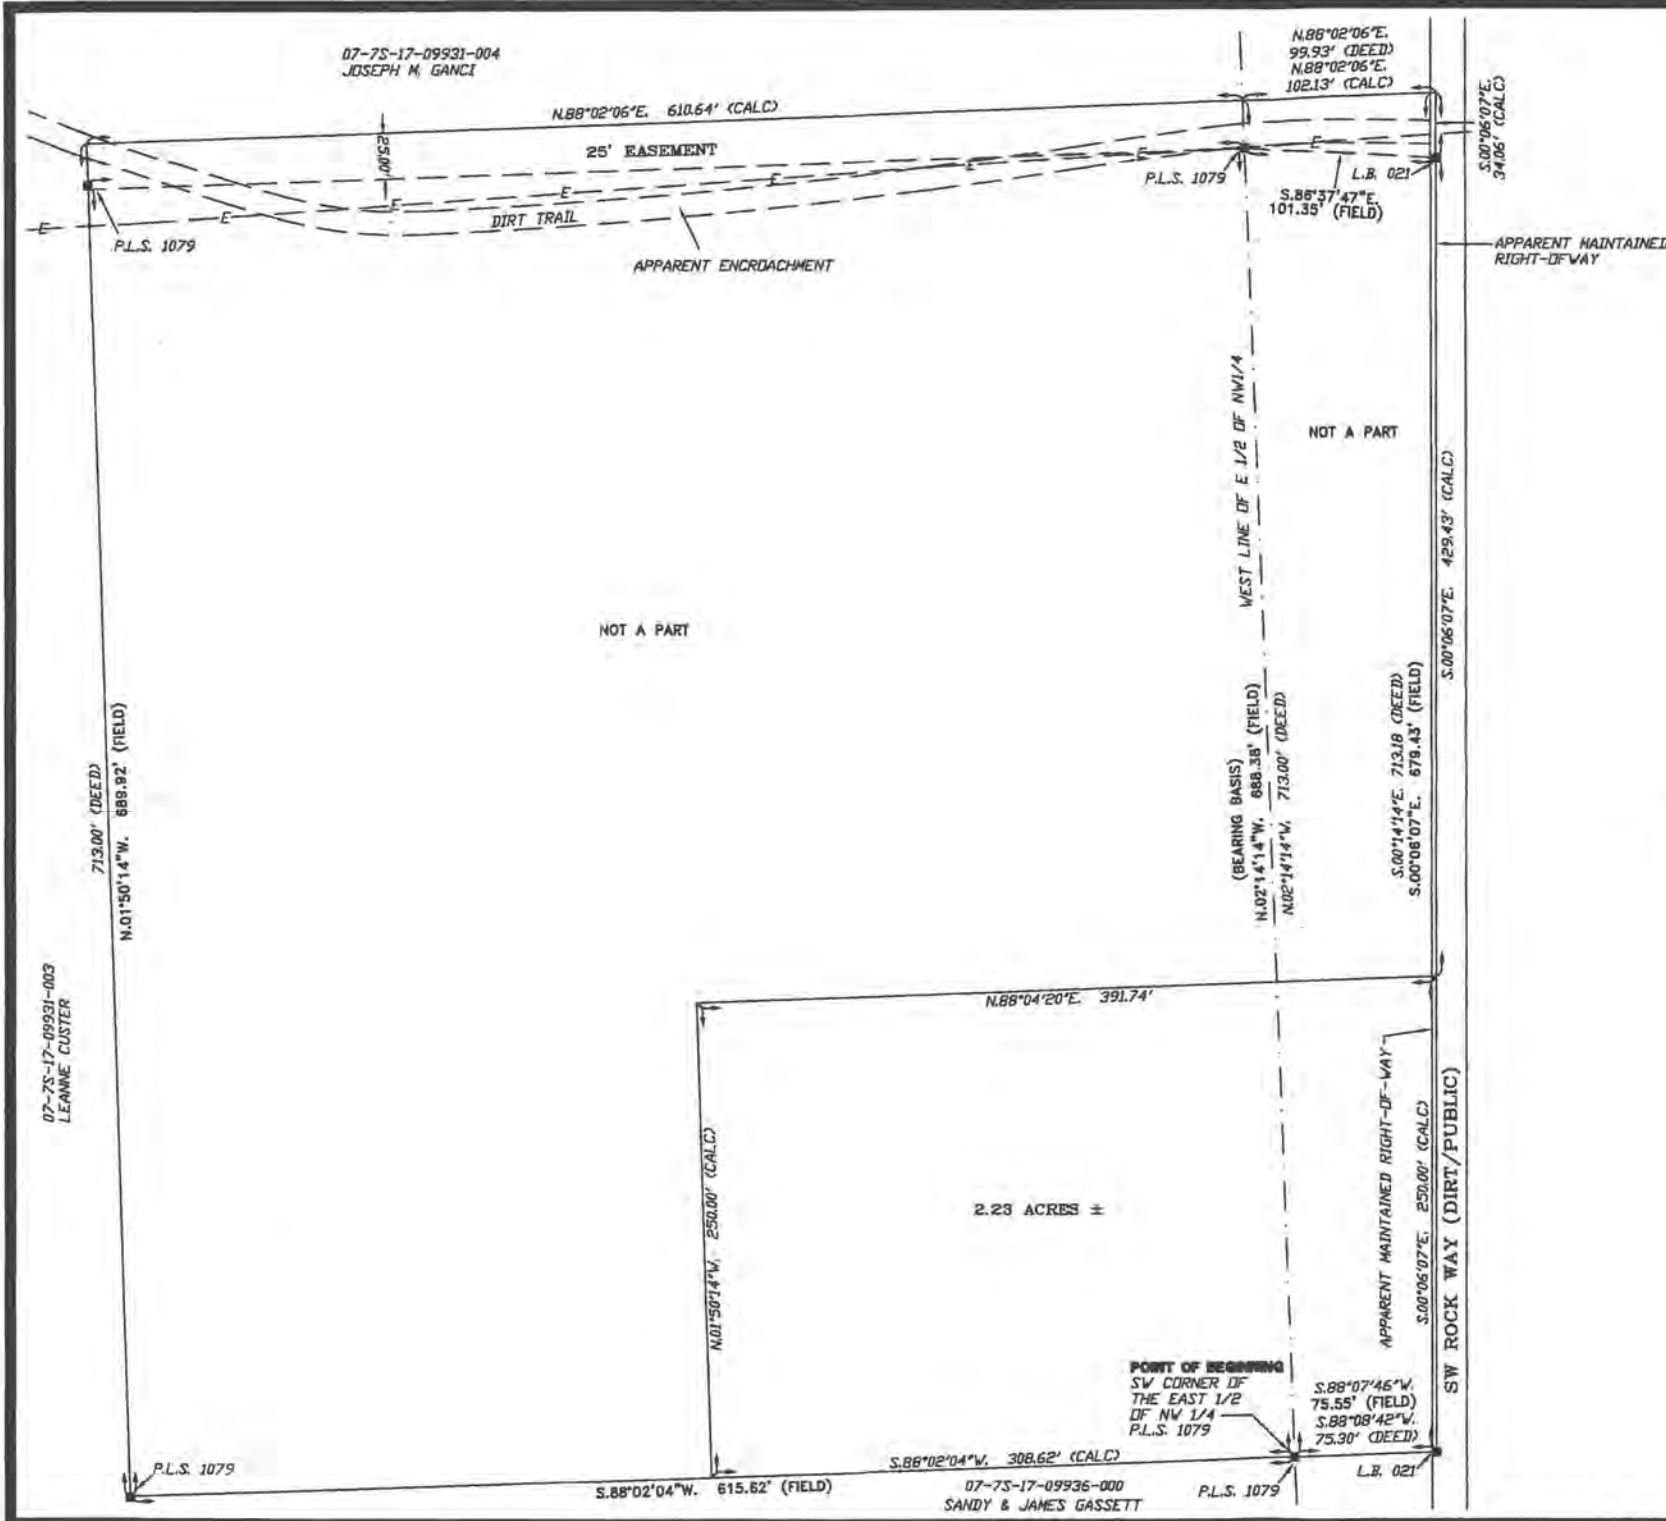 07-7S-17-09931-004
JOSEPH M. GANCI
N.88°02'06"E. 610.64' (CALC)
N.88°02'06"E.
99.93' (DEED)
N.88°02'06"E.
102.13' (CALC)
S.00°06'07"E.
34.06' (CALC)
25.00'
25' EASEMENT
E
E
E
E
E
E
E
E
DIRT TRAIL
P.L.S. 1079
APPARENT ENCROACHMENT
P.L.S. 1079
L.B. 021
S.86°37'47"E.
101.35' (FIELD)
APPARENT MAINTAINED
RIGHT-OFWAY
WEST LINE OF E 1/2 OF NW1/4
NOT A PART
S.00°06'07"E. 429.43' (CALC)
NOT A PART
713.00' (DEED)
N.01°50'14"W. 689.92' (FIELD)
(BEARING BASIS)
N.02°14'14"W. 688.38' (FIELD)
N.02°14'14"W. 713.00' (DEED)
S.00°14'14"E. 713.18 (DEED)
S.00°06'07"E. 679.43' (FIELD)
07-7S-17-09931-003
LEANNE CUSTER
N.88°04'20"E. 391.74'
N.01°50'14"W. 250.00' (CALC)
2.23 ACRES ±
APPARENT MAINTAINED RIGHT-OF-WAY
S.00°06'07"E. 250.00' (CALC)
SW ROCK WAY (DIRT/PUBLIC)
POINT OF BEGINNING
SW CORNER OF
THE EAST 1/2
OF NW 1/4
P.L.S. 1079
S.88°07'46"W.
75.55' (FIELD)
S.88°08'42"W.
75.30' (DEED)
P.L.S. 1079
S.88°02'04"W. 308.62' (CALC)
L.B. 021
S.88°02'04"W. 615.62' (FIELD)
07-7S-17-09936-000
SANDY & JAMES GASSETT
P.L.S. 1079